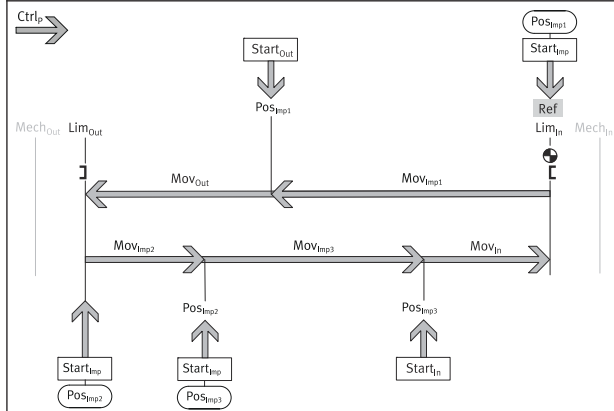 Ctrl_P
Pos_Imp1
Start_Out
Start_Imp
Pos_Imp1
Ref
Mech_Out Lim_Out Lim_In Mech_In
Mov_Out Mov_Imp1
Mov_Imp2 Mov_Imp3 Mov_In
Pos_Imp2 Pos_Imp3
Start_Imp Start_Imp Start_In
Pos_Imp2 Pos_Imp3